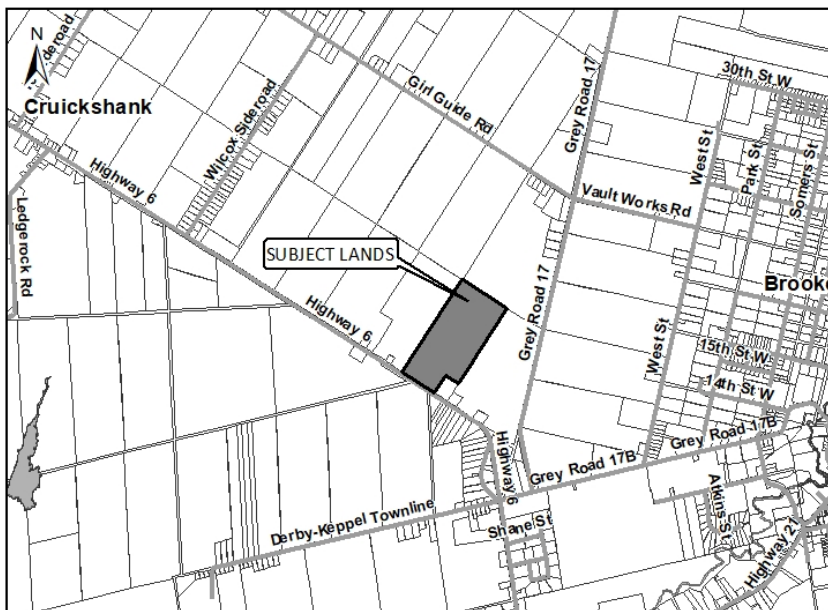 N
Sideroad
Cruickshank
Highway 6
Wilcox Sideroad
Girl Guide Rd
Grey Road 17
30th St W
West St
Park St
Somers St
Ledgerock Rd
Vault Works Rd
SUBJECT LANDS
Highway 6
Grey Road 17
Brooke
West St
15th St W
14th St W
Highway 6
Grey Road 17B
Grey Road 17B
Derby-Keppel Townline
Shane St
Atkins St
Highway 21